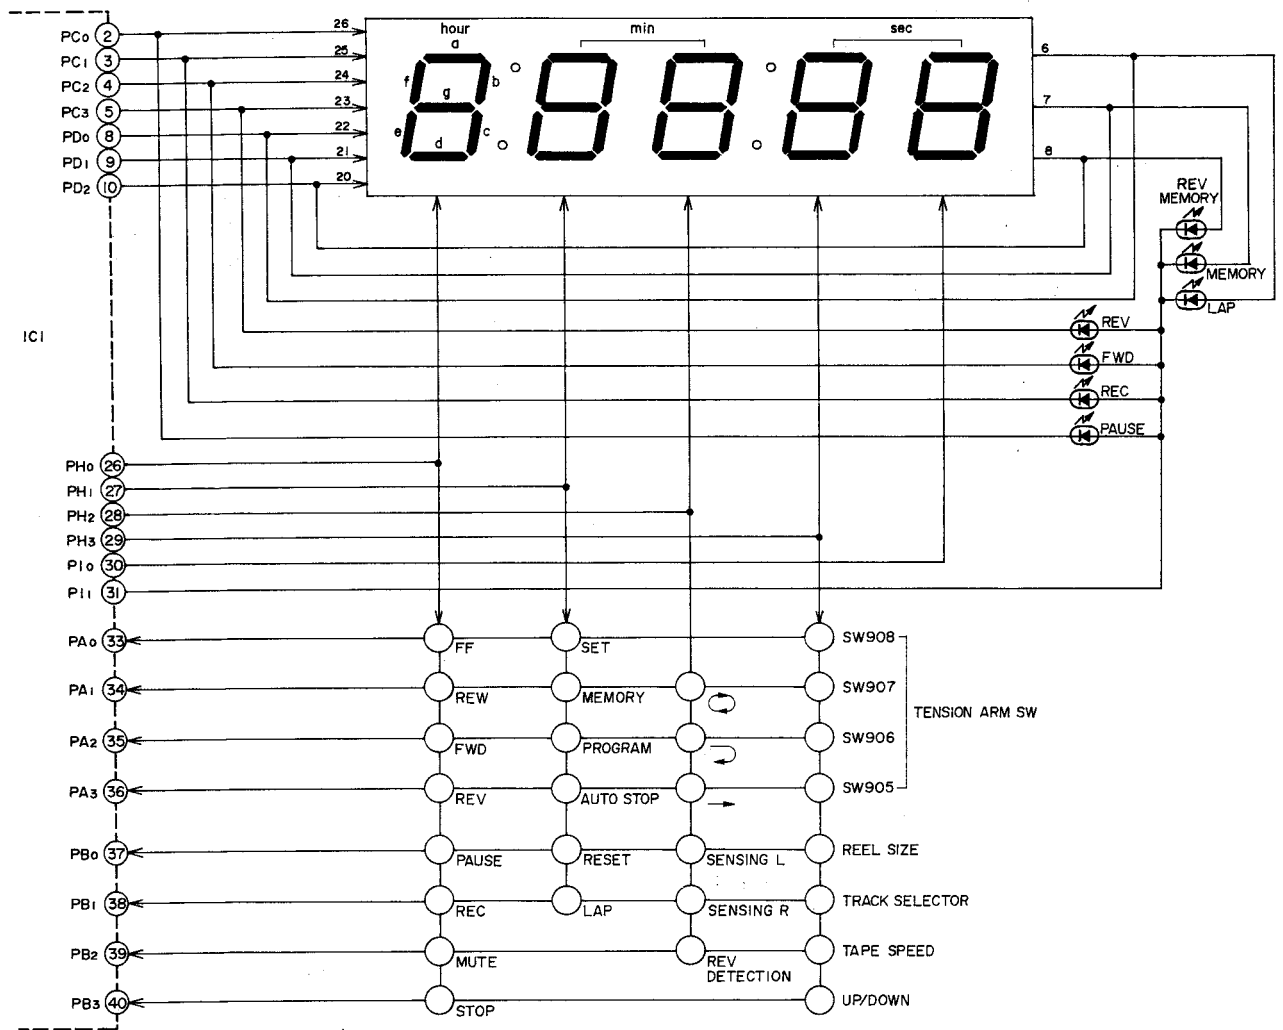 PC0 2 26 hour min sec
a
PC1 3 25 6
PC2 4 24 f b
g
PC3 5 23 7
PD0 8 22 e c
d
PD1 9 21 8
PD2 10 20
REV
MEMORY
MEMORY
LAP
IC1
REV
FWD
REC
PAUSE
PH0 26
PH1 27
PH2 28
PH3 29
PI0 30
PI1 31
PA0 33 FF SET SW908
PA1 34 REW MEMORY SW907
TENSION ARM SW
PA2 35 FWD PROGRAM SW906
PA3 36 REV AUTO STOP SW905
PB0 37 PAUSE RESET SENSING L REEL SIZE
PB1 38 REC LAP SENSING R TRACK SELECTOR
PB2 39 MUTE REV TAPE SPEED
DETECTION
PB3 40 STOP UP/DOWN